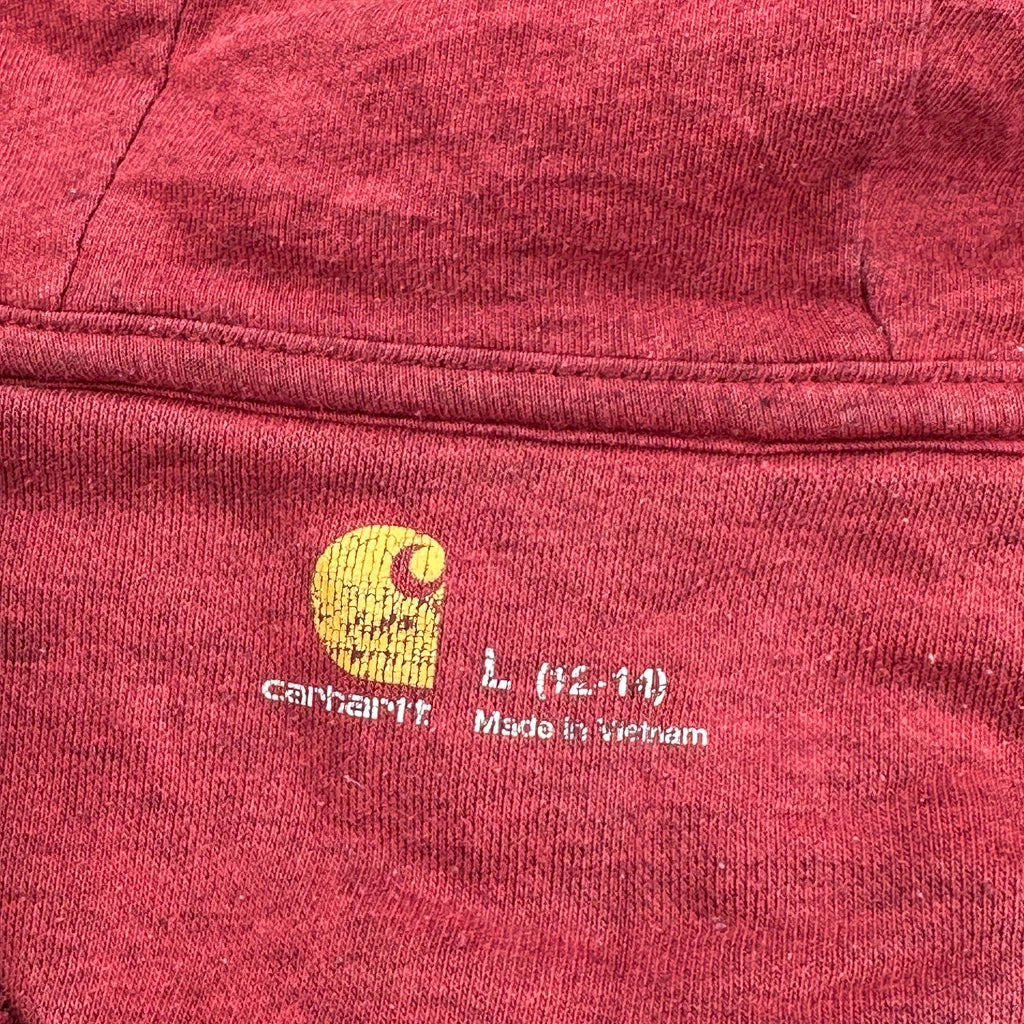 carhartt
L (12-14)
Made in Vietnam